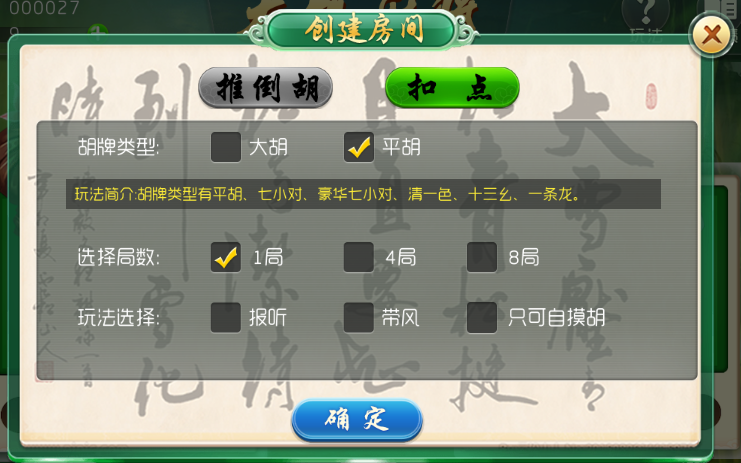 000027
创建房间
玩法
推倒胡 扣 点
胡牌类型: 大胡 平胡
玩法简介:胡牌类型有平胡、七小对、豪华七小对、清一色、十三幺、一条龙。
选择局数: 1局 4局 8局
玩法选择: 报听 带风 只可自摸胡
确 定